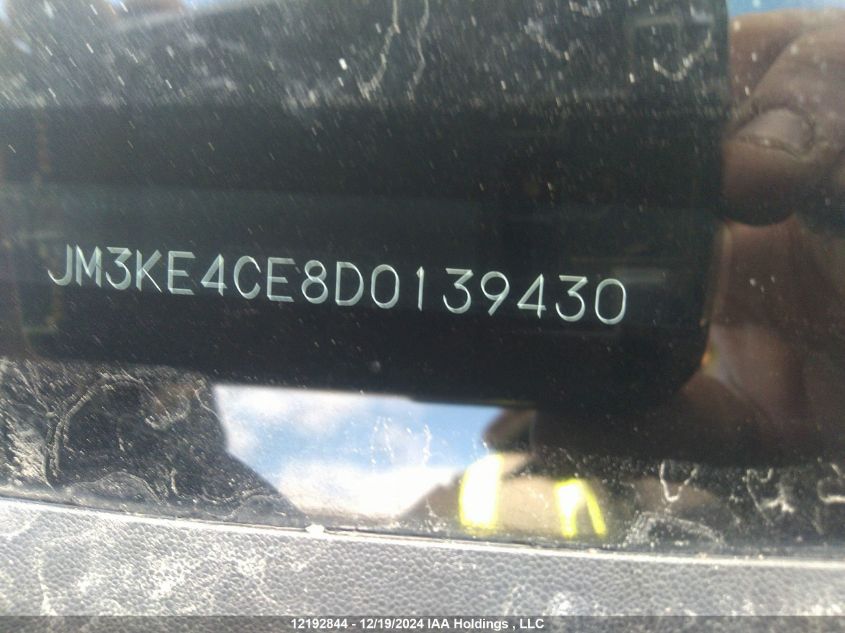 JM3KE4CE8D0139430
12192844 - 12/19/2024 IAA Holdings , LLC